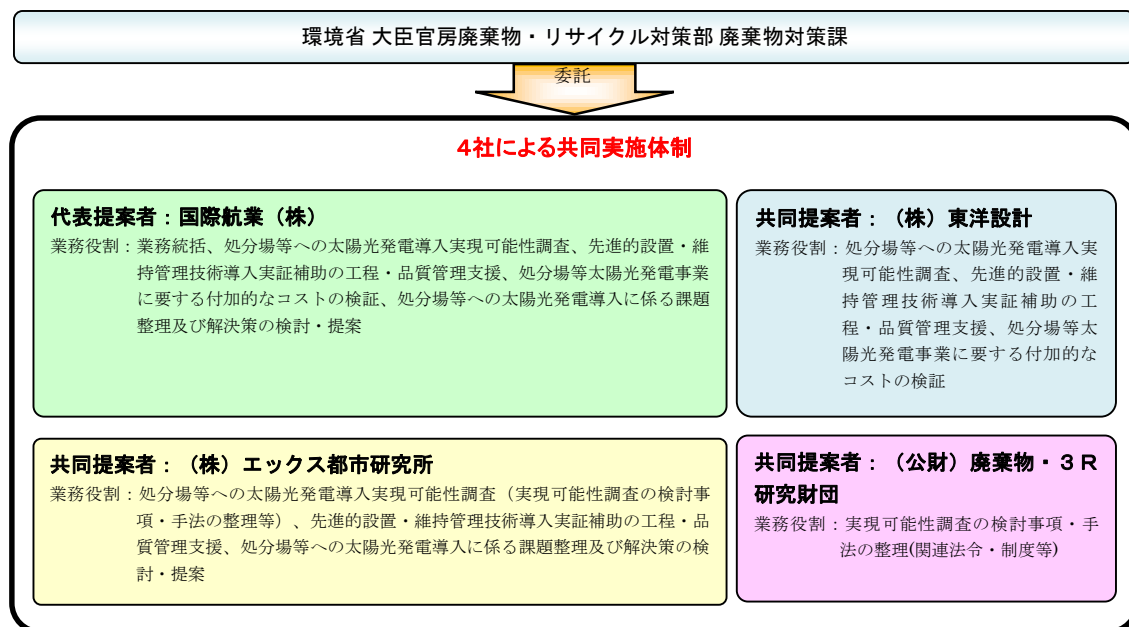 環境省 大臣官房廃棄物・リサイクル対策部 廃棄物対策課
委託
4社による共同実施体制
代表提案者：国際航業（株）
業務役割：業務統括、処分場等への太陽光発電導入実現可能性調査、先進的設置・維
持管理技術導入実証補助の工程・品質管理支援、処分場等太陽光発電事業
に要する付加的なコストの検証、処分場等への太陽光発電導入に係る課題
整理及び解決策の検討・提案
共同提案者：（株）東洋設計
業務役割：処分場等への太陽光発電導入実
現可能性調査、先進的設置・維
持管理技術導入実証補助の工
程・品質管理支援、処分場等太
陽光発電事業に要する付加的な
コストの検証
共同提案者：（株）エックス都市研究所
業務役割：処分場等への太陽光発電導入実現可能性調査（実現可能性調査の検討事
項・手法の整理等）、先進的設置・維持管理技術導入実証補助の工程・品
質管理支援、処分場等への太陽光発電導入に係る課題整理及び解決策の検
討・提案
共同提案者：（公財）廃棄物・３Ｒ
研究財団
業務役割：実現可能性調査の検討事項・手
法の整理(関連法令・制度等)